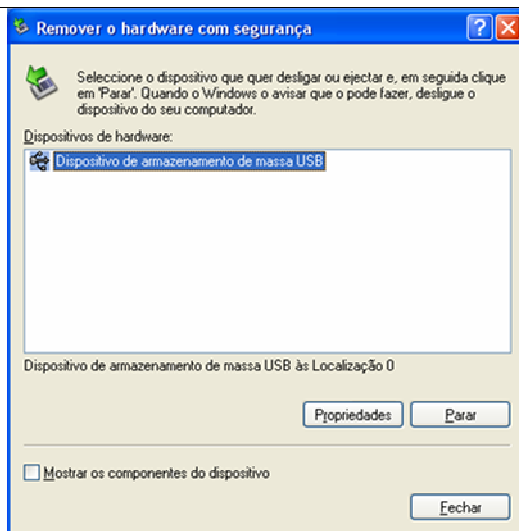 Remover o hardware com segurança
Seleccione o dispositivo que quer desligar ou ejectar e, em seguida clique
em 'Parar'. Quando o Windows o avisar que o pode fazer, desligue o
dispositivo do seu computador.
Dispositivos de hardware:
Dispositivo de armazenamento de massa USB
Dispositivo de armazenamento de massa USB às Localização 0
Propriedades Parar
Mostrar os componentes do dispositivo
Fechar